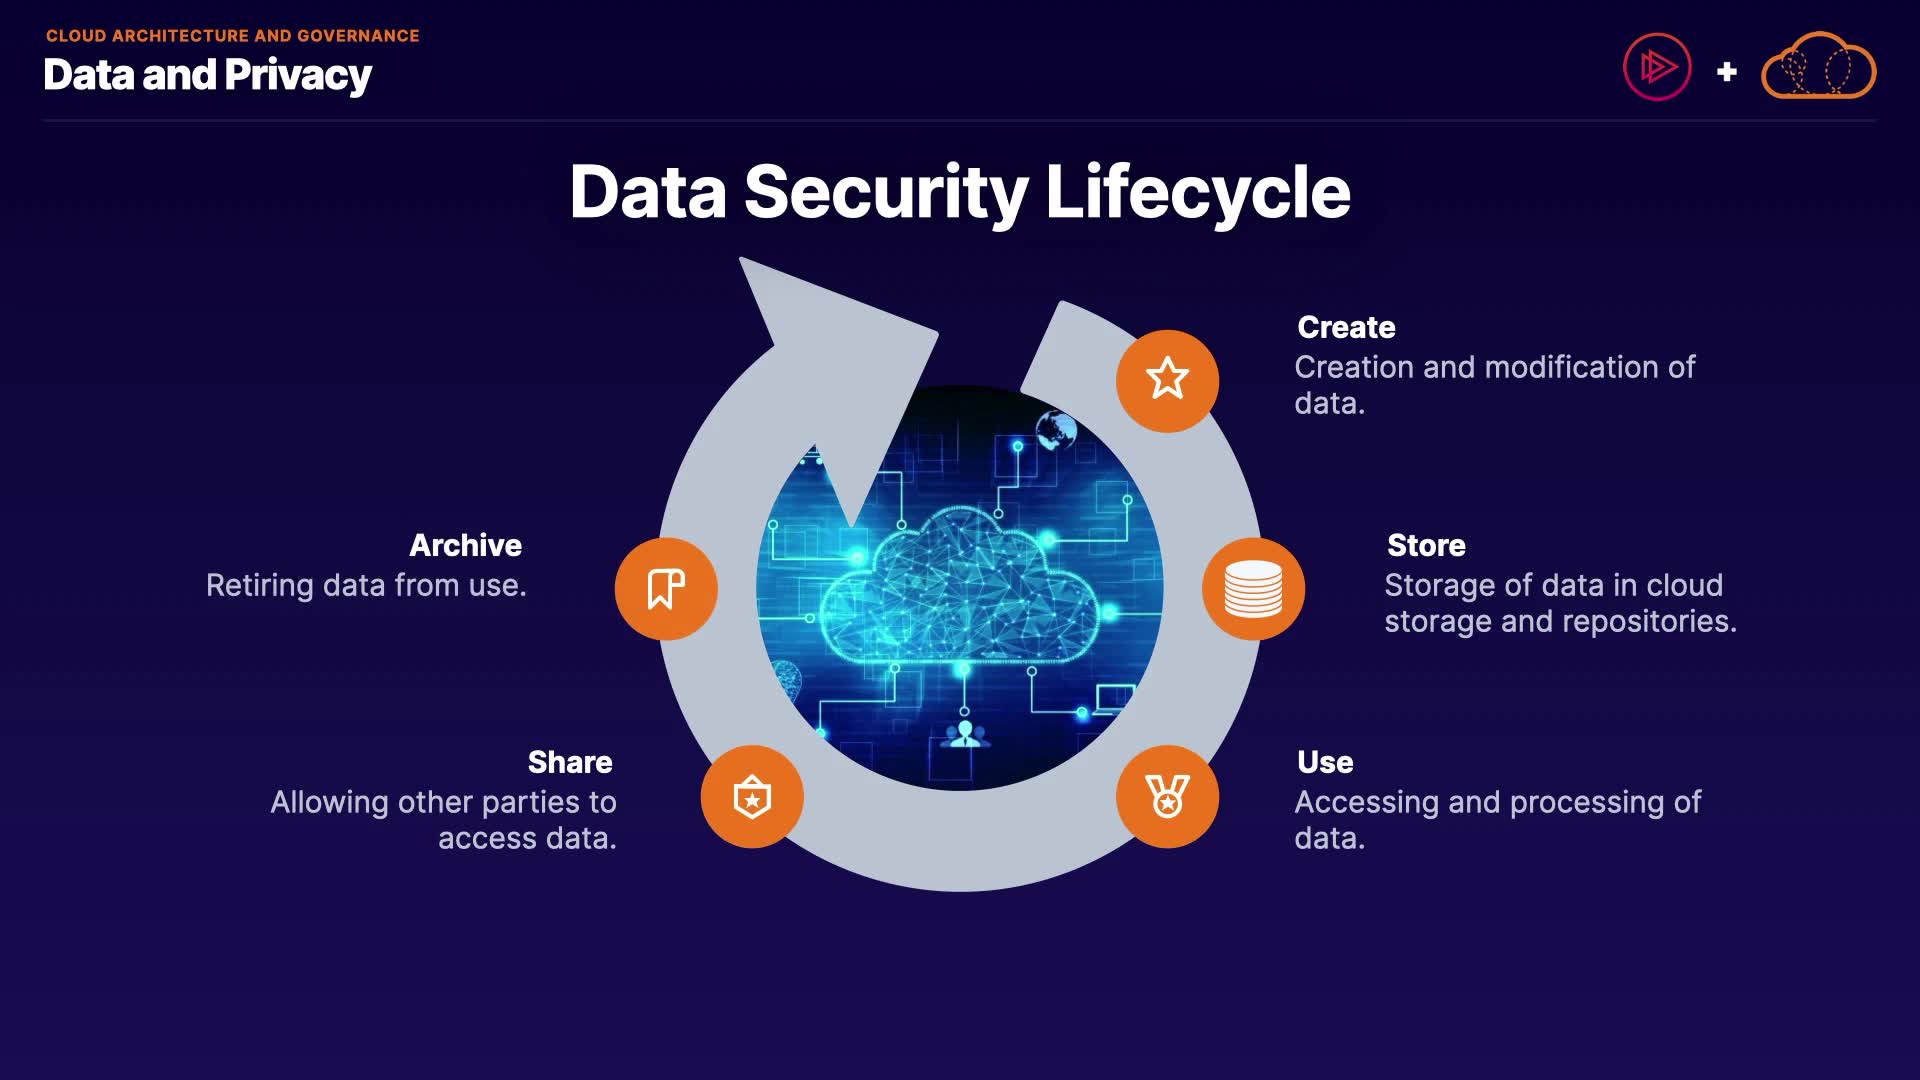 CLOUD ARCHITECTURE AND GOVERNANCE
Data and Privacy
Data Security Lifecycle
Create
Creation and modification of
data.
Store
Storage of data in cloud
storage and repositories.
Use
Accessing and processing of
data.
Share
Allowing other parties to
access data.
Archive
Retiring data from use.